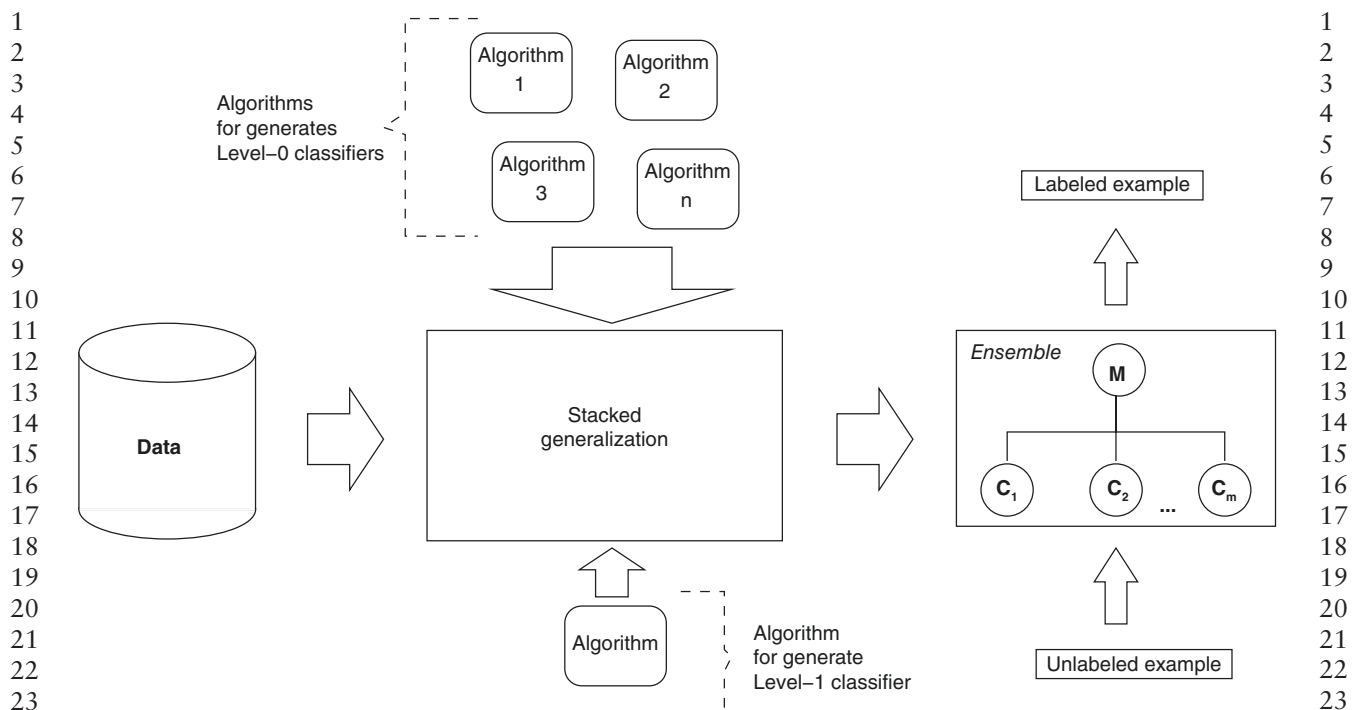 1
2
3
4
5
6
7
8
9
10
11
12
13
14
15
16
17
18
19
20
21
22
23
Algorithms
for generates
Level–0 classifiers
Algorithm
1
Algorithm
2
Algorithm
3
Algorithm
n
Data
Stacked
generalization
Algorithm
Algorithm
for generate
Level–1 classifier
Labeled example
Ensemble
M
C1
C2
...
Cm
Unlabeled example
1
2
3
4
5
6
7
8
9
10
11
12
13
14
15
16
17
18
19
20
21
22
23